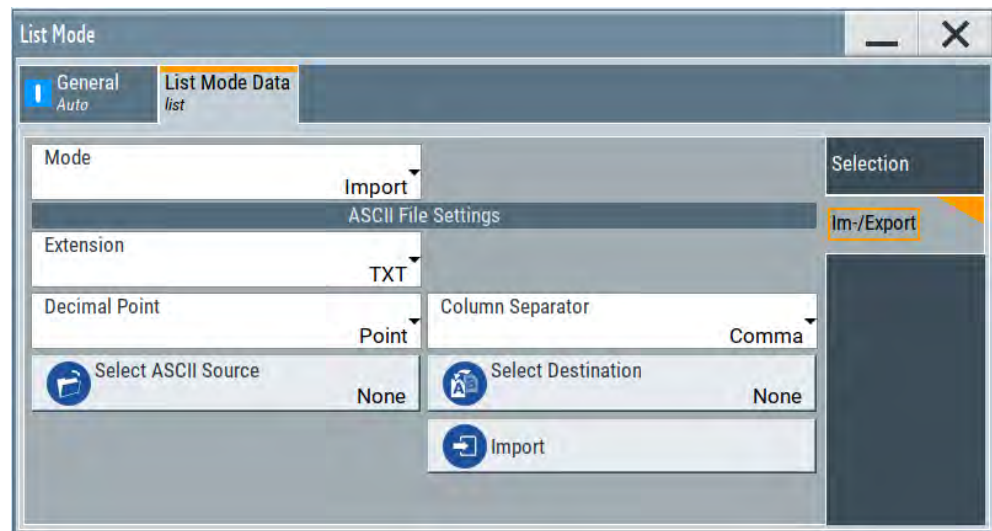 List Mode
General
Auto
List Mode Data
list
Mode
Import
Selection
ASCII File Settings
Im-/Export
Extension
TXT
Decimal Point
Point
Column Separator
Comma
Select ASCII Source
None
Select Destination
None
Import